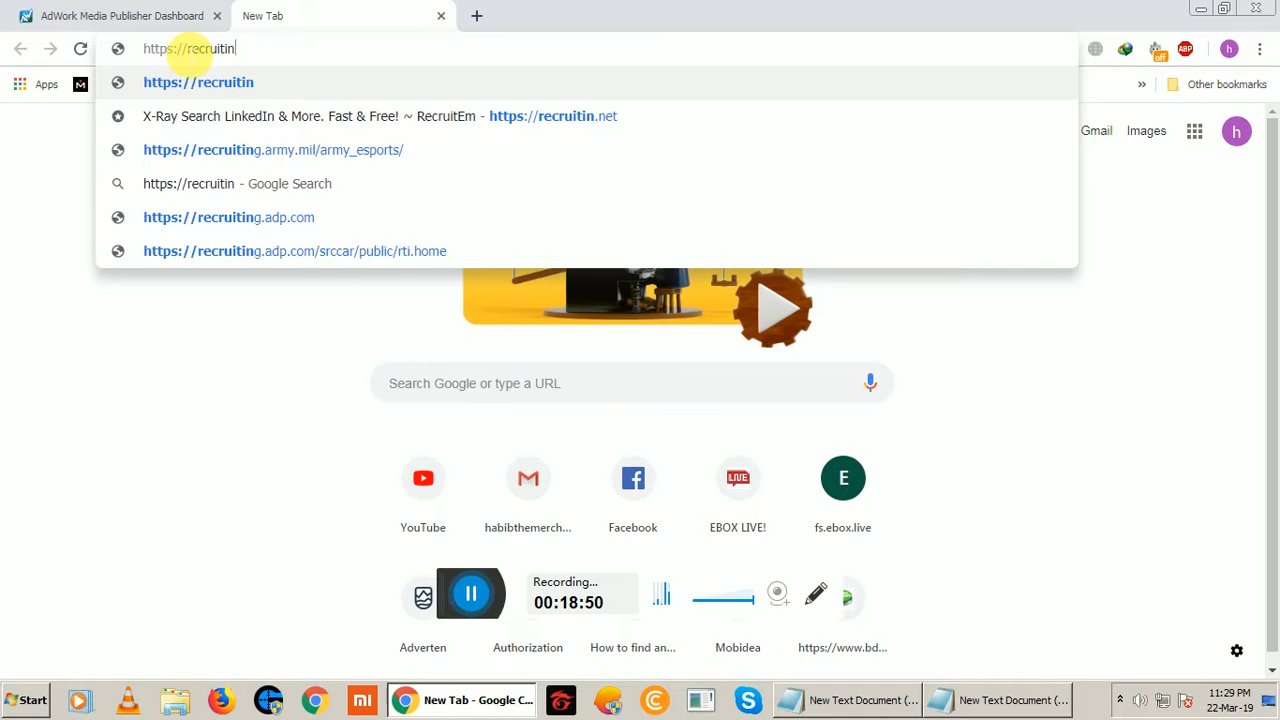 AdWork Media Publisher Dashboard
New Tab
https://recruitin
ABP
off
h
https://recruitin
Apps
M
»
Other bookmarks
X-Ray Search LinkedIn & More. Fast & Free! ~ RecruitEm - https://recruitin.net
Gmail
Images
h
https://recruiting.army.mil/army_esports/
https://recruitin - Google Search
https://recruiting.adp.com
https://recruiting.adp.com/srccar/public/rti.home
Search Google or type a URL
LIVE
E
YouTube
habibthemerch...
Facebook
EBOX LIVE!
fs.ebox.live
Recording...
00:18:50
Adverten
Authorization
How to find an...
Mobidea
https://www.bd...
Start
mi
New Tab - Google C...
New Text Document (...
New Text Document (...
11:29 PM
22-Mar-19